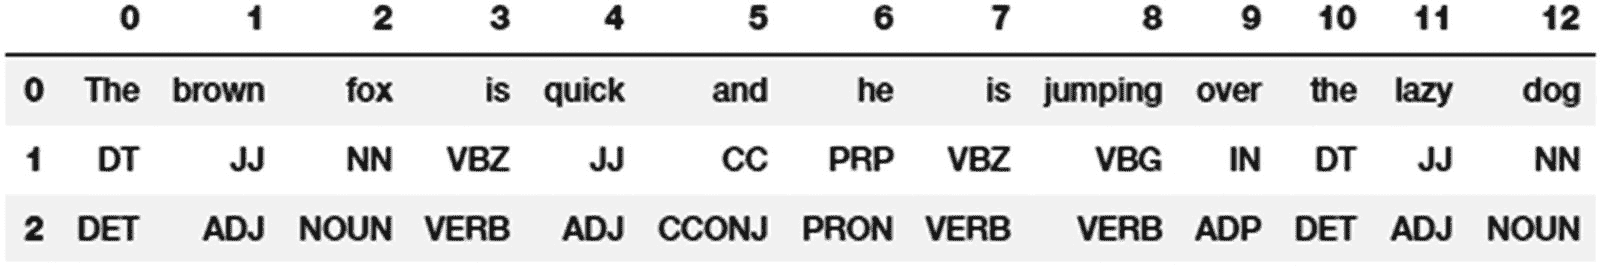 0 1 2 3 4 5 6 7 8 9 10 11 12
0 The brown fox is quick and he is jumping over the lazy dog
1 DT JJ NN VBZ JJ CC PRP VBZ VBG IN DT JJ NN
2 DET ADJ NOUN VERB ADJ CCONJ PRON VERB VERB ADP DET ADJ NOUN